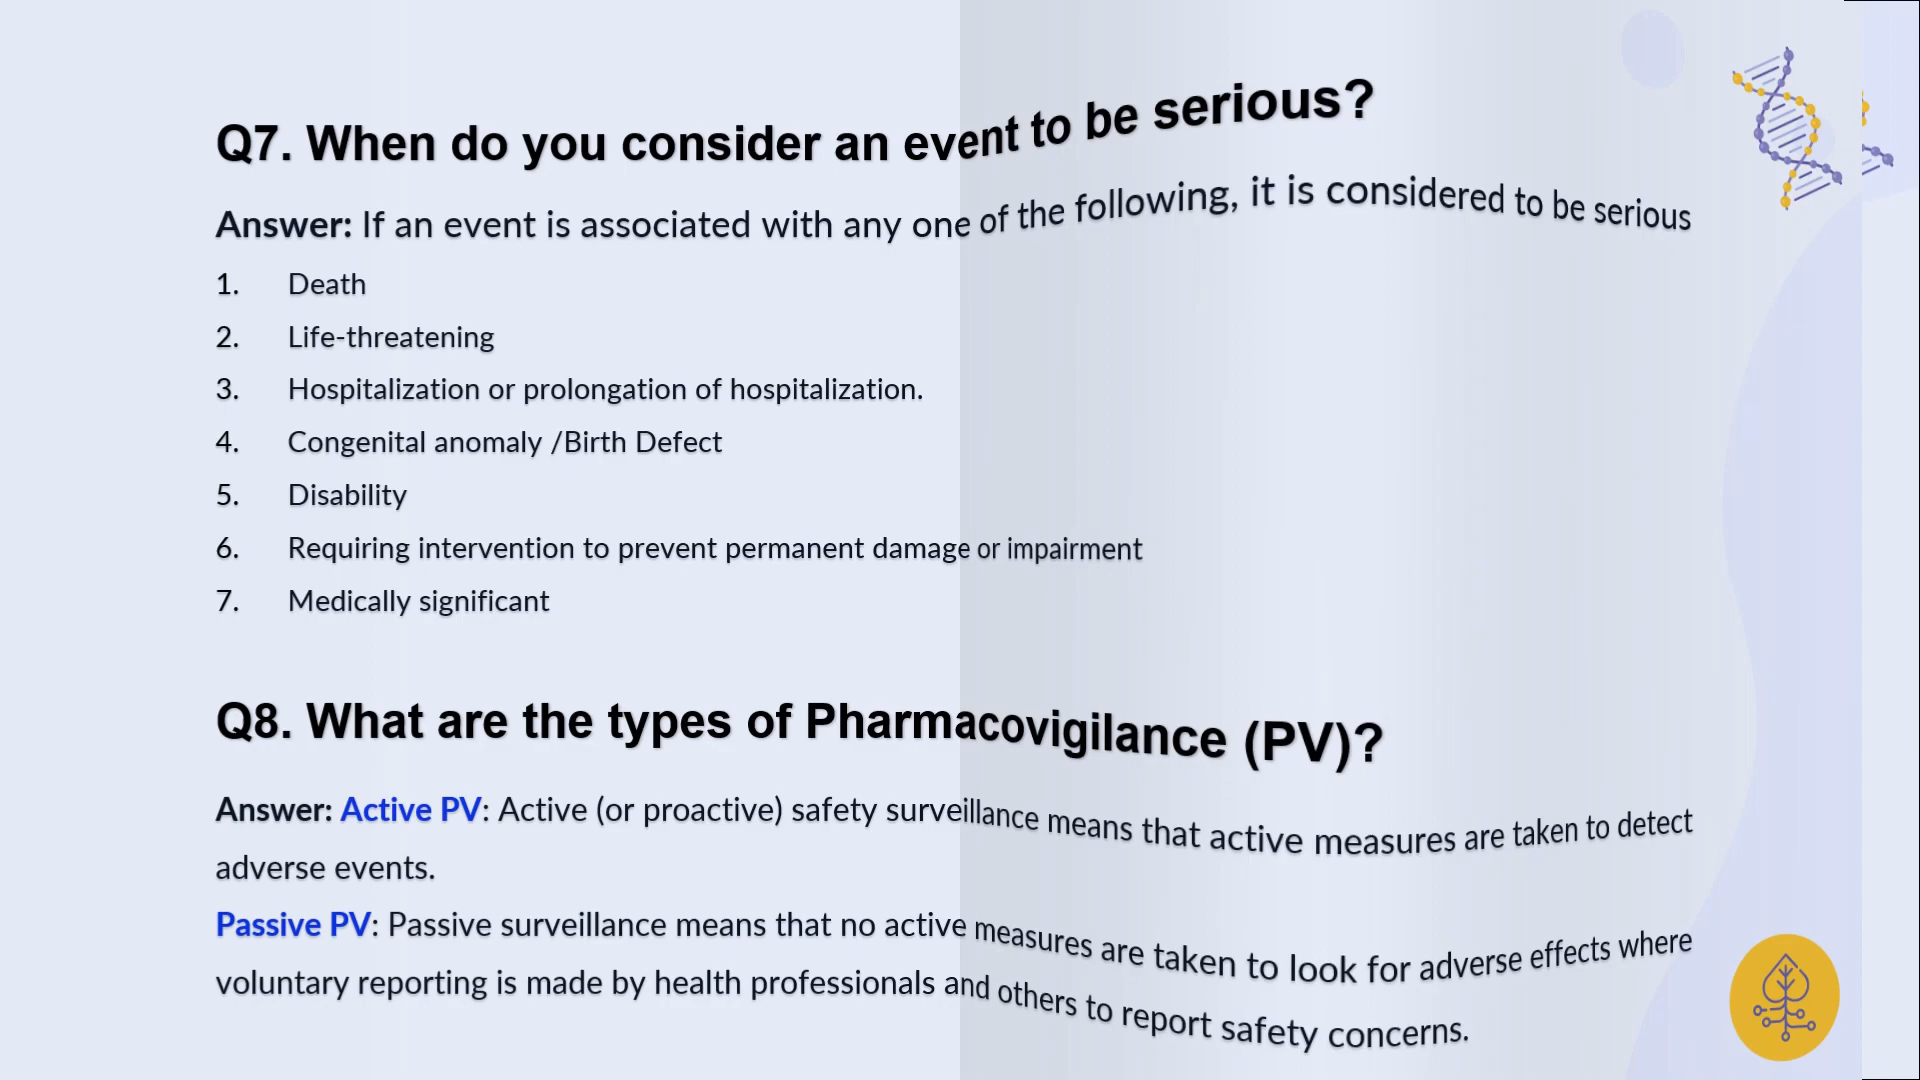 Q7. When do you consider an event to be serious?
Answer: If an event is associated with any one of the following, it is considered to be serious
1. Death
2. Life-threatening
3. Hospitalization or prolongation of hospitalization.
4. Congenital anomaly /Birth Defect
5. Disability
6. Requiring intervention to prevent permanent damage or impairment
7. Medically significant
Q8. What are the types of Pharmacovigilance (PV)?
Answer: Active PV: Active (or proactive) safety surveillance means that active measures are taken to detect
adverse events.
Passive PV: Passive surveillance means that no active measures are taken to look for adverse effects where
voluntary reporting is made by health professionals and others to report safety concerns.